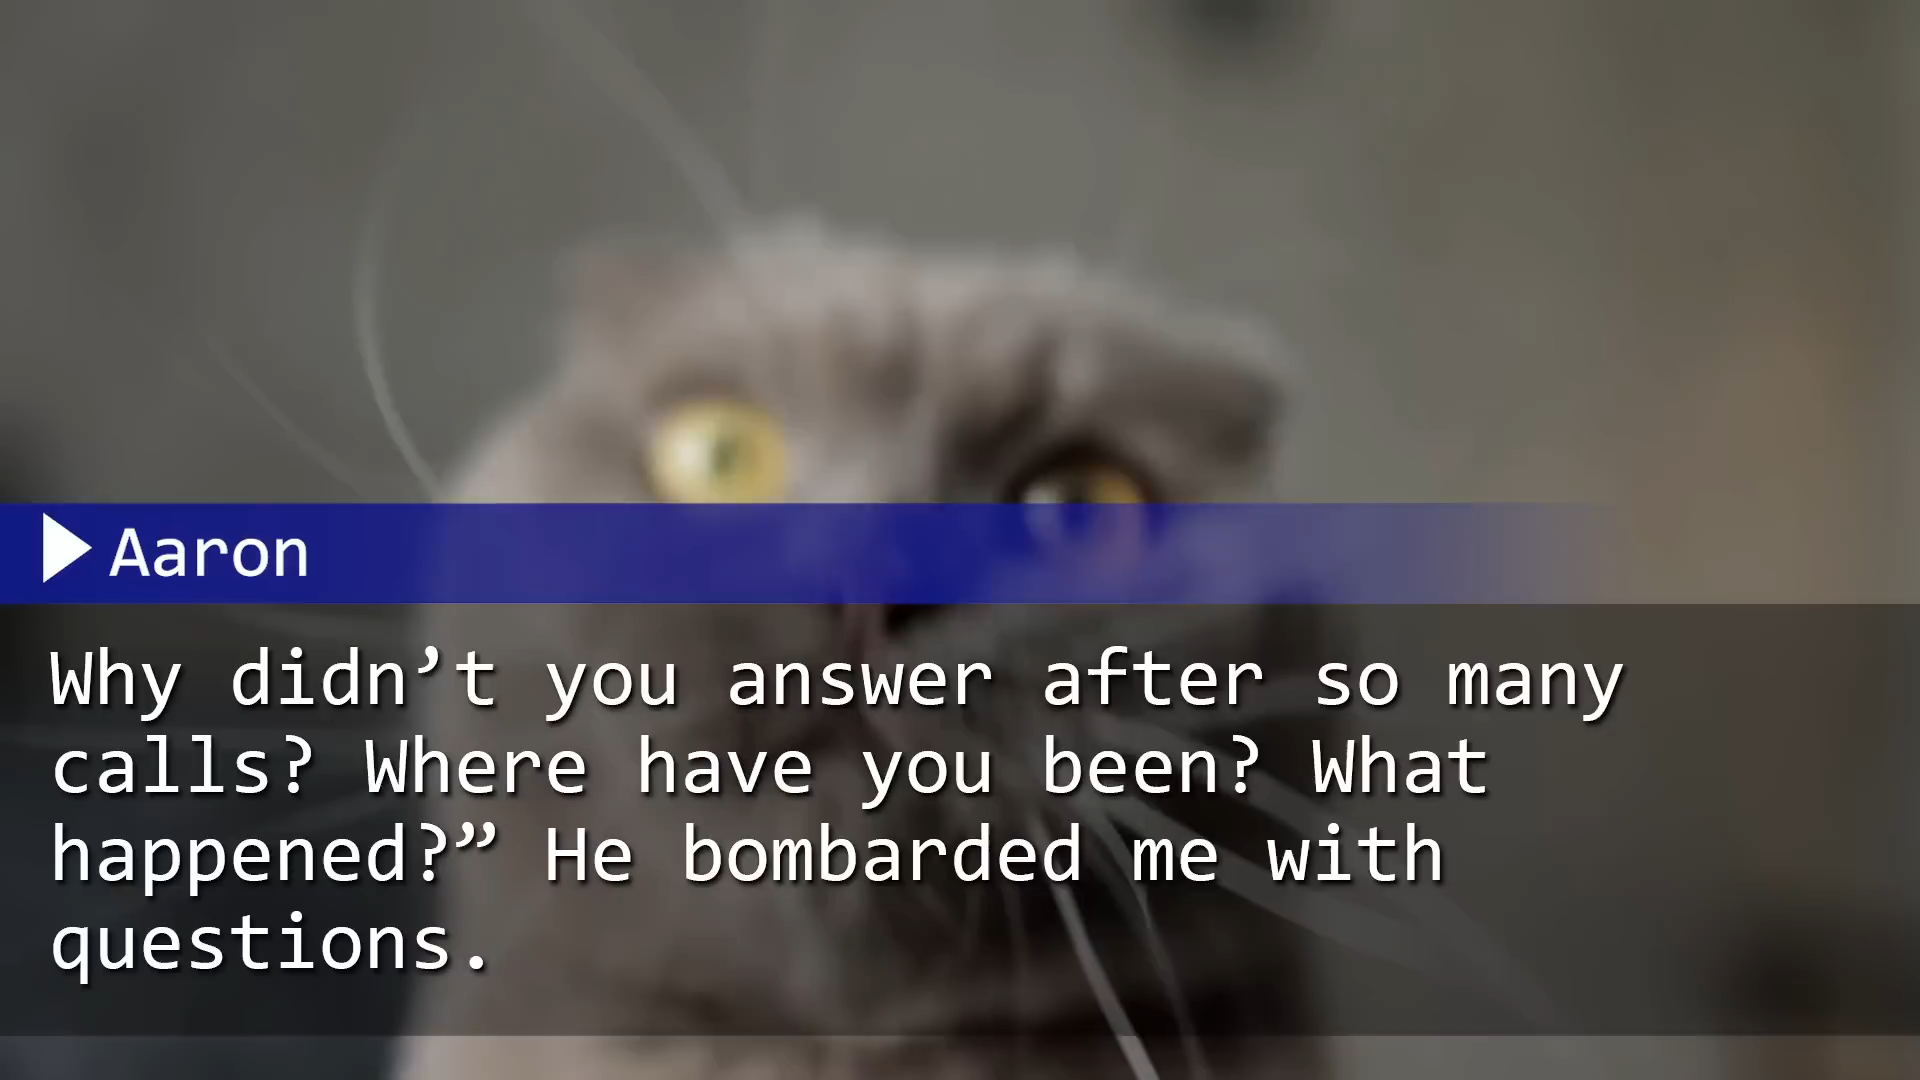 Aaron
Why didn’t you answer after so many
calls? Where have you been? What
happened?” He bombarded me with
questions.